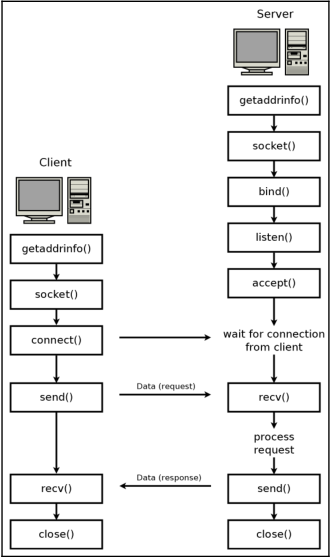 Server
getaddrinfo()
socket()
bind()
listen()
accept()
wait for connection
from client
recv()
process
request
send()
close()
Client
getaddrinfo()
socket()
connect()
send()
recv()
close()
Data (request)
Data (response)